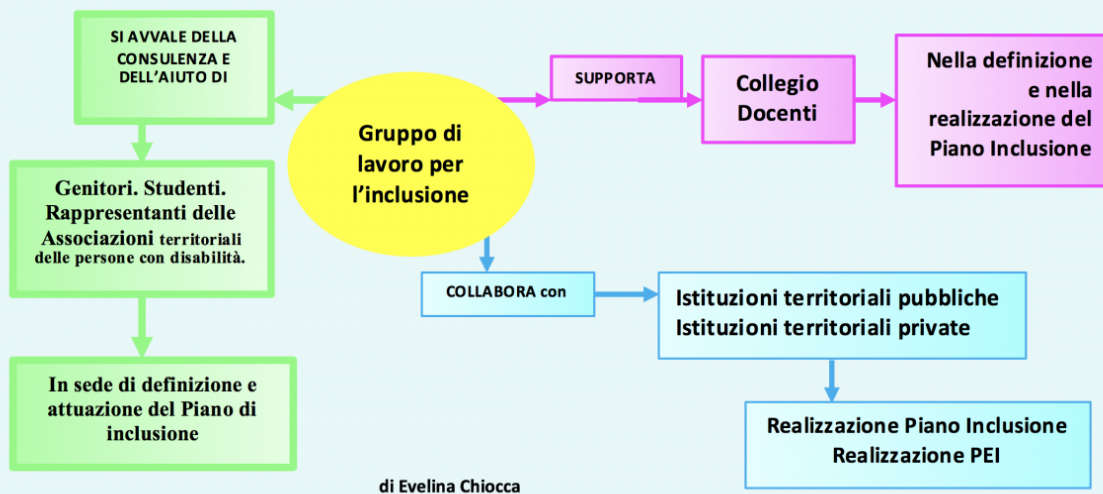 SI AVVALE DELLA
CONSULENZA E
DELL'AIUTO DI
Genitori. Studenti.
Rappresentanti delle
Associazioni territoriali
delle persone con disabilità.
In sede di definizione e
attuazione del Piano di
inclusione
Gruppo di
lavoro per
l'inclusione
SUPPORTA
Collegio
Docenti
Nella definizione
e nella
realizzazione del
Piano Inclusione
COLLABORA con
Istituzioni territoriali pubbliche
Istituzioni territoriali private
Realizzazione Piano Inclusione
Realizzazione PEI
di Evelina Chiocca